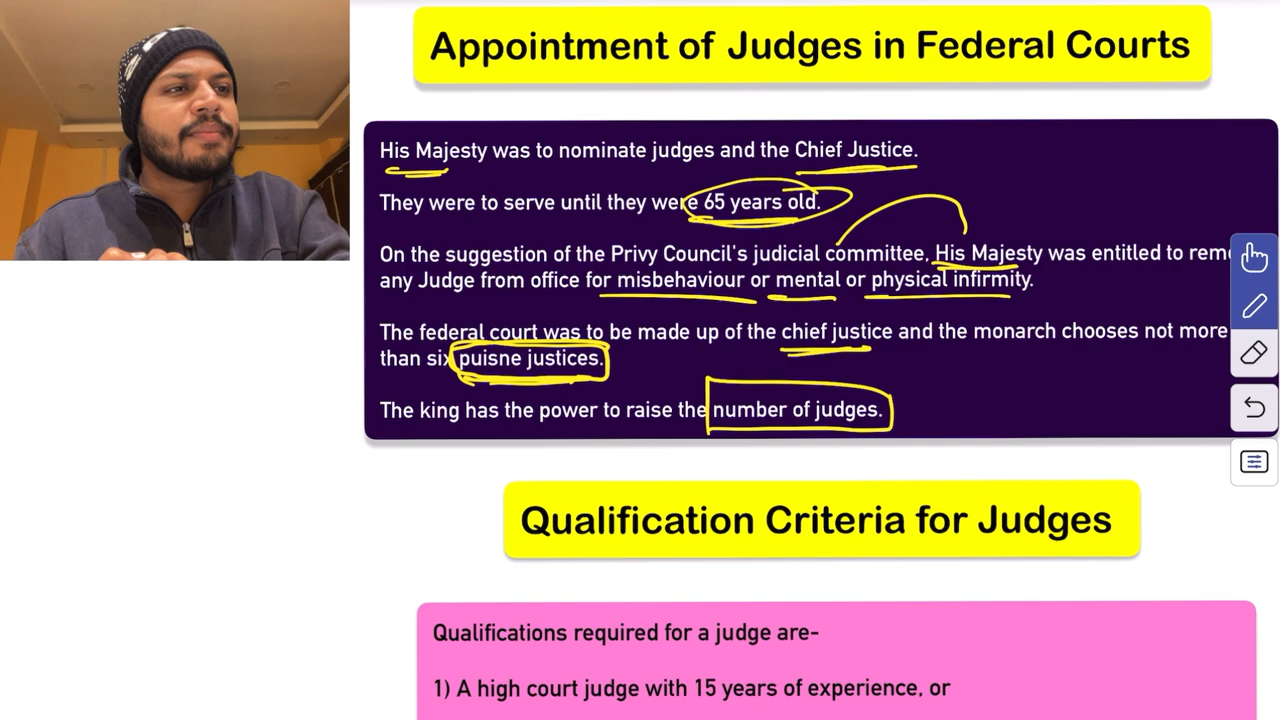 Appointment of Judges in Federal Courts
His Majesty was to nominate judges and the Chief Justice.
They were to serve until they were 65 years old.
On the suggestion of the Privy Council's judicial committee, His Majesty was entitled to
any Judge from office for misbehaviour or mental or physical infirmity.
The federal court was to be made up of the chief justice and the monarch chooses not more
than six puisne justices.
The king has the power to raise the number of judges.
Qualification Criteria for Judges
Qualifications required for a judge are-
1) A high court judge with 15 years of experience, or